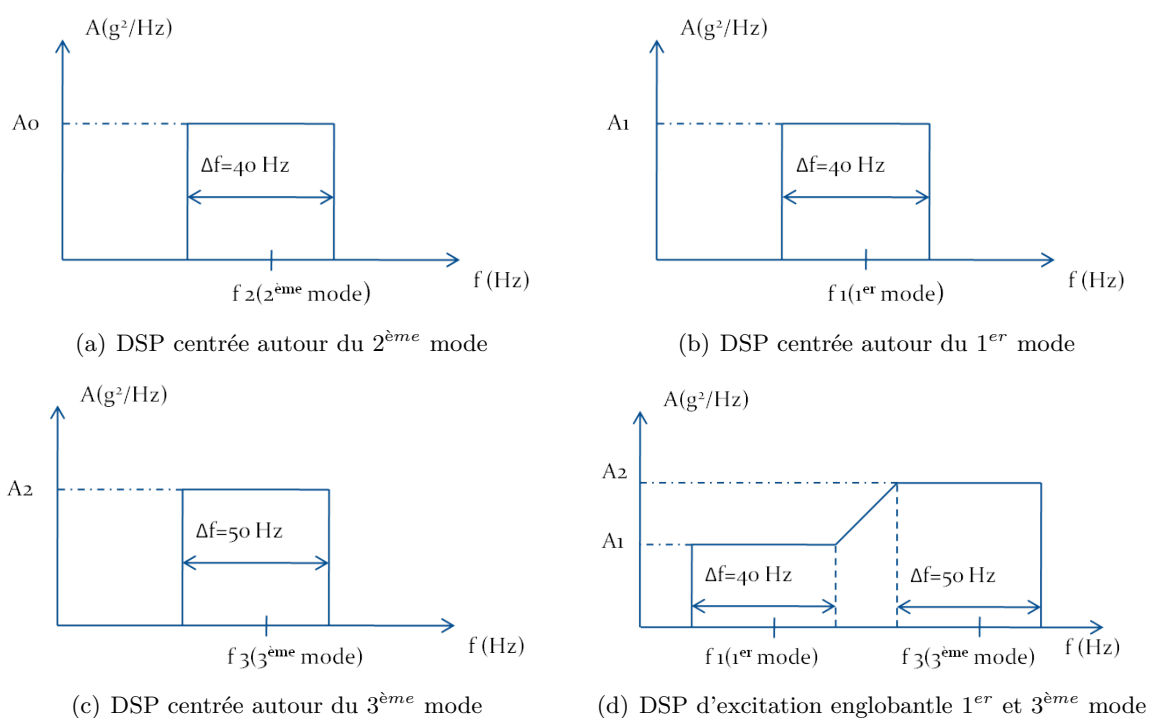 A(g²/Hz)
A0
Δf=40 Hz
f (Hz)
f 2(2ème mode)
(a) DSP centrée autour du 2ème mode
A(g²/Hz)
A1
Δf=40 Hz
f (Hz)
f 1(1er mode)
(b) DSP centrée autour du 1er mode
A(g²/Hz)
A2
Δf=50 Hz
f (Hz)
f 3(3ème mode)
(c) DSP centrée autour du 3ème mode
A(g²/Hz)
A2
A1
Δf=40 Hz
Δf=50 Hz
f (Hz)
f 1(1er mode)
f 3(3ème mode)
(d) DSP d'excitation englobantle 1er et 3ème mode